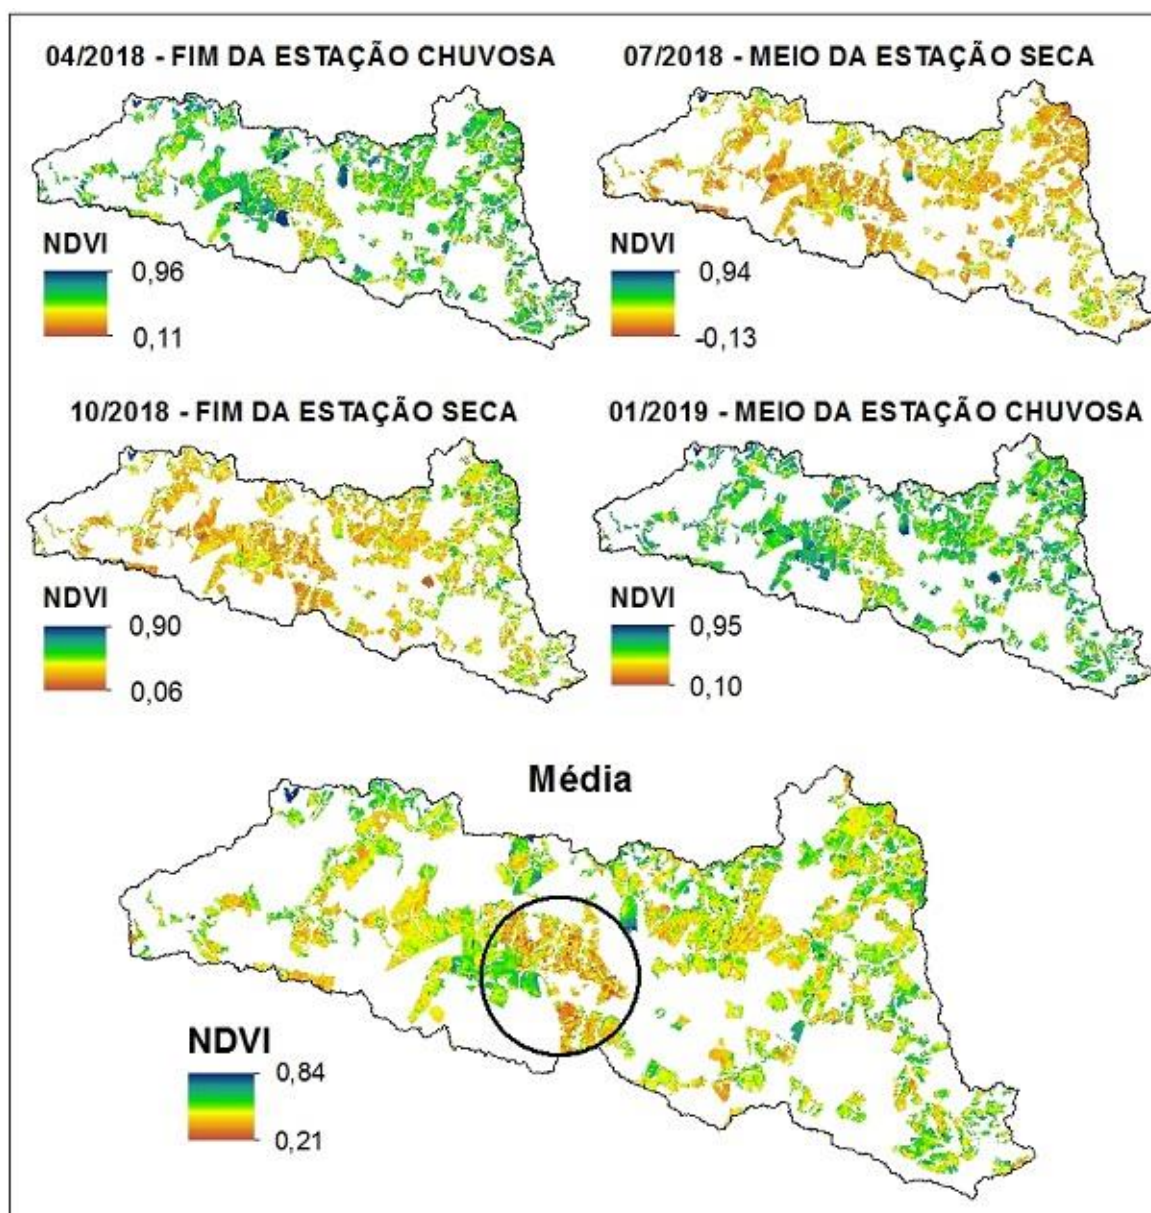 04/2018 - FIM DA ESTAÇÃO CHUVOSA
07/2018 - MEIO DA ESTAÇÃO SECA
NDVI
0,96
0,11
NDVI
0,94
-0,13
10/2018 - FIM DA ESTAÇÃO SECA
01/2019 - MEIO DA ESTAÇÃO CHUVOSA
NDVI
0,90
0,06
NDVI
0,95
0,10
Média
NDVI
0,84
0,21